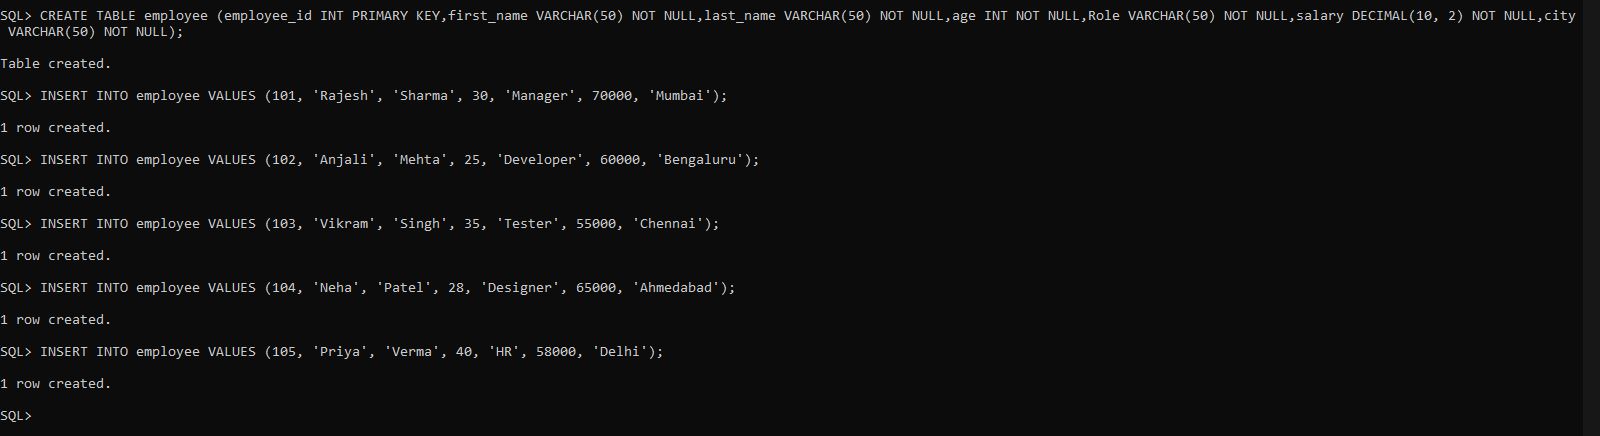 SQL> CREATE TABLE employee (employee_id INT PRIMARY KEY,first_name VARCHAR(50) NOT NULL,last_name VARCHAR(50) NOT NULL,age INT NOT NULL,Role VARCHAR(50) NOT NULL,salary DECIMAL(10, 2) NOT NULL,city
VARCHAR(50) NOT NULL);
Table created.
SQL> INSERT INTO employee VALUES (101, 'Rajesh', 'Sharma', 30, 'Manager', 70000, 'Mumbai');
1 row created.
SQL> INSERT INTO employee VALUES (102, 'Anjali', 'Mehta', 25, 'Developer', 60000, 'Bengaluru');
1 row created.
SQL> INSERT INTO employee VALUES (103, 'Vikram', 'Singh', 35, 'Tester', 55000, 'Chennai');
1 row created.
SQL> INSERT INTO employee VALUES (104, 'Neha', 'Patel', 28, 'Designer', 65000, 'Ahmedabad');
1 row created.
SQL> INSERT INTO employee VALUES (105, 'Priya', 'Verma', 40, 'HR', 58000, 'Delhi');
1 row created.
SQL>